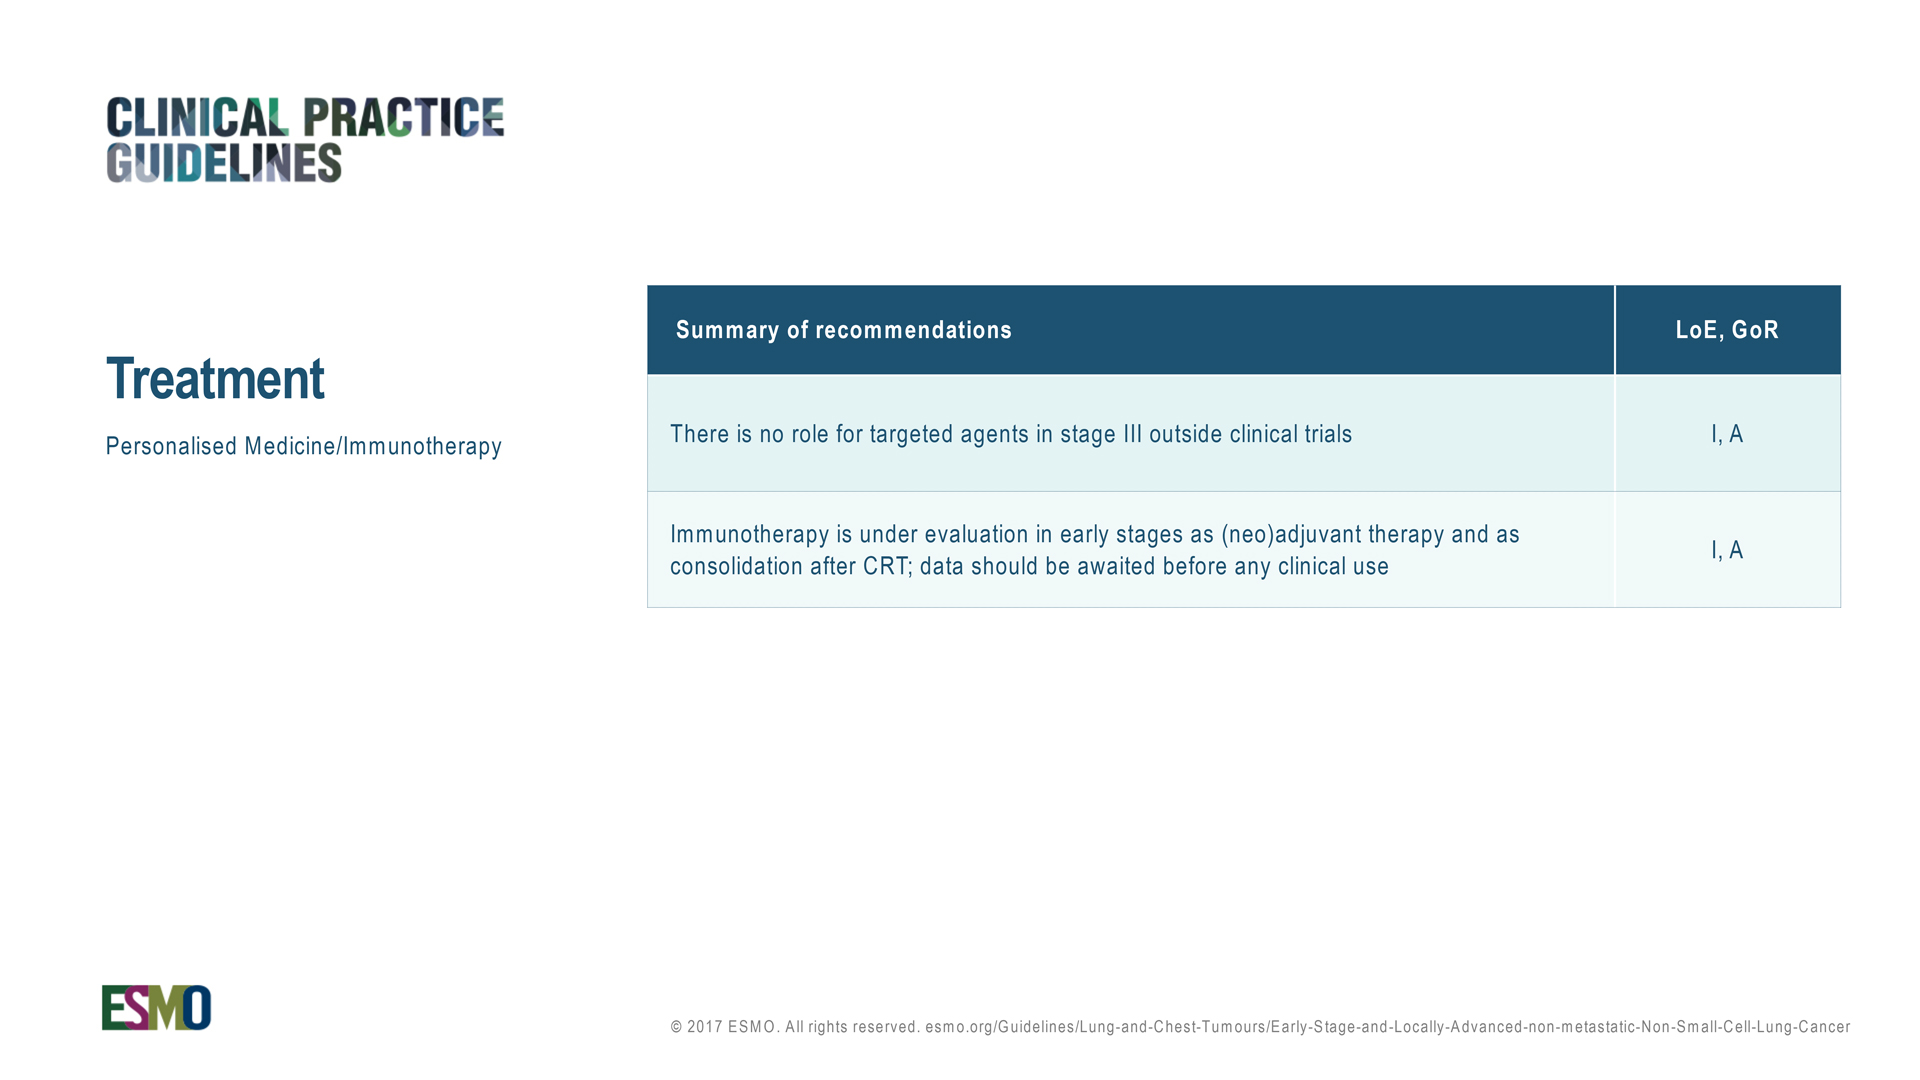 CLINICAL PRACTICE
GUIDELINES
Treatment
Personalised Medicine/Immunotherapy
Summary of recommendations
LoE, GoR
There is no role for targeted agents in stage III outside clinical trials
I, A
Immunotherapy is under evaluation in early stages as (neo)adjuvant therapy and as
consolidation after CRT; data should be awaited before any clinical use
I, A
ESMO
© 2017 ESMO. All rights reserved. esmo.org/Guidelines/Lung-and-Chest-Tumours/Early-Stage-and-Locally-Advanced-non-metastatic-Non-Small-Cell-Lung-Cancer